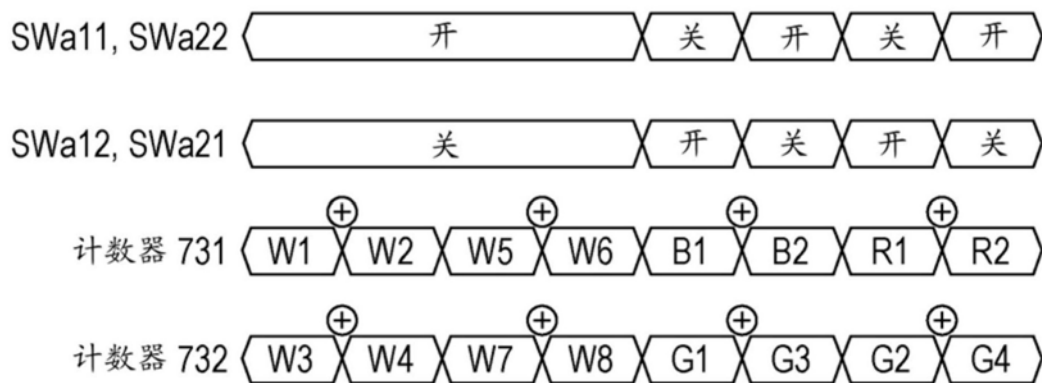 SWa11, SWa22 开 关 开 关 开
SWa12, SWa21 关 开 关 开 关
计数器 731 W1 W2 W5 W6 B1 B2 R1 R2
计数器 732 W3 W4 W7 W8 G1 G3 G2 G4